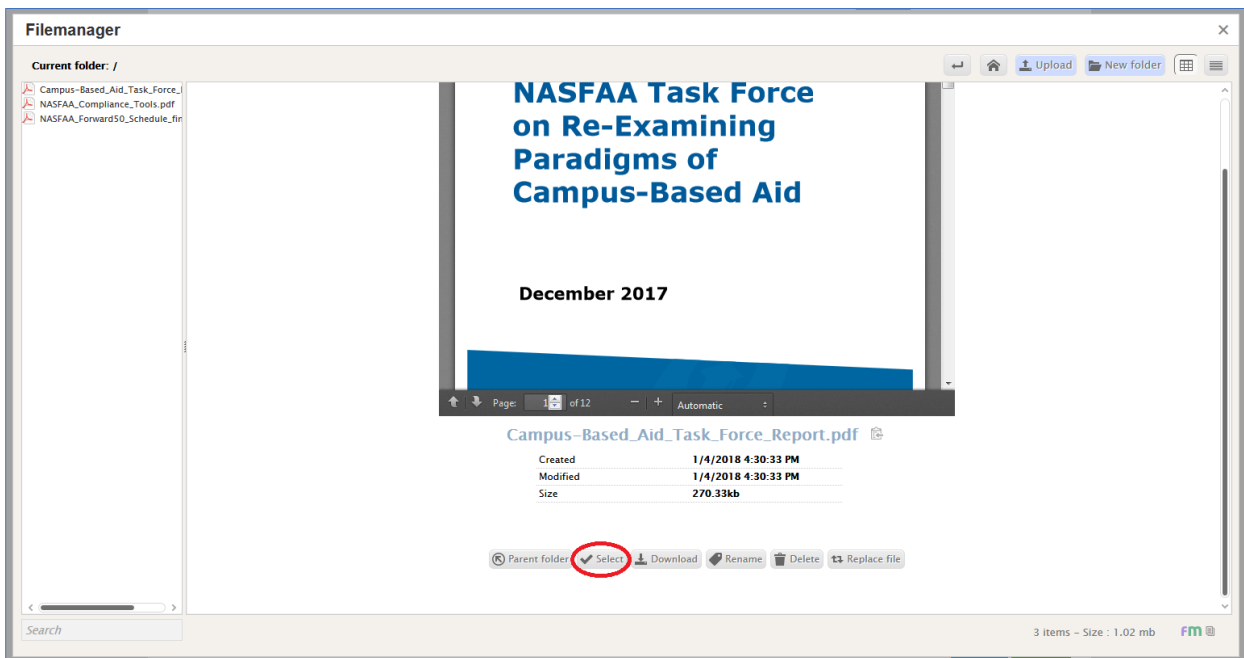 Filemanager
Current folder: /
Upload
New folder
Campus-Based_Aid_Task_Force_
NASFAA_Compliance_Tools.pdf
NASFAA_Forward50_Schedule_fin
NASFAA Task Force
on Re-Examining
Paradigms of
Campus-Based Aid
December 2017
Page: 1 of 12 Automatic
Campus-Based_Aid_Task_Force_Report.pdf
Created 1/4/2018 4:30:33 PM
Modified 1/4/2018 4:30:33 PM
Size 270.33kb
Parent folder Select Download Rename Delete Replace file
Search
3 items - Size : 1.02 mb fm